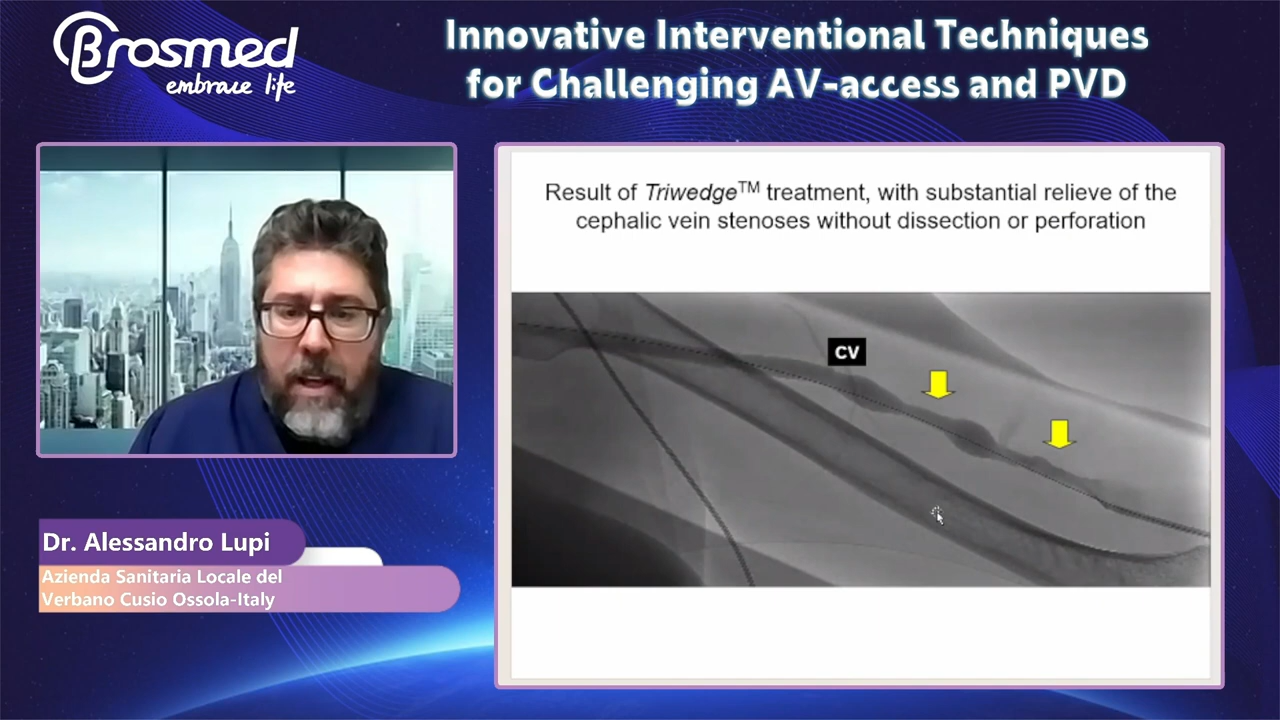 Brosmed
embrace life
Innovative Interventional Techniques
for Challenging AV-access and PVD
Result of Triwedge™ treatment, with substantial relieve of the
cephalic vein stenoses without dissection or perforation
CV
Dr. Alessandro Lupi
Azienda Sanitaria Locale del
Verbano Cusio Ossola-Italy